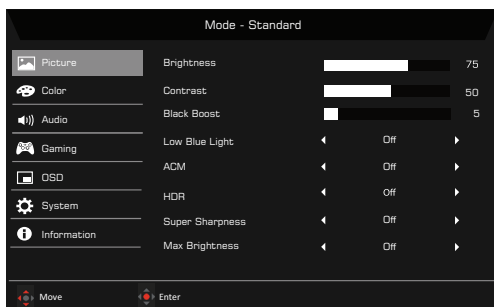 Mode - Standard
Picture
Color
Audio
Gaming
OSD
System
Information
Brightness 75
Contrast 50
Black Boost 5
Low Blue Light Off
ACM Off
HDR Off
Super Sharpness Off
Max Brightness Off
Move Enter